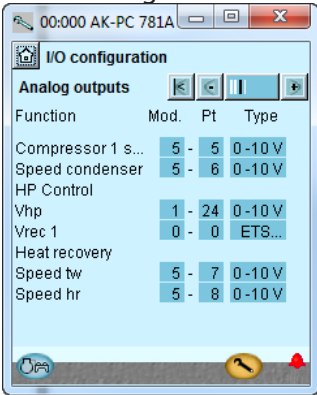 00:000 AK-PC 781A
I/O configuration
Analog outputs
Function Mod. Pt Type
Compressor 1 s... 5 - 5 0 -10 V
Speed condenser 5 - 6 0 -10 V
HP Control
Vhp 1 - 24 0 -10 V
Vrec 1 0 - 0 ETS...
Heat recovery
Speed tw 5 - 7 0 -10 V
Speed hr 5 - 8 0 -10 V